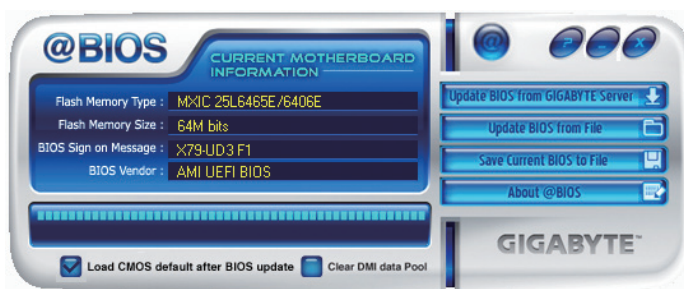 @BIOS
CURRENT MOTHERBOARD
INFORMATION
Flash Memory Type : MXIC 25L6465E/6406E
Flash Memory Size : 64M bits
BIOS Sign on Message : X79-UD3 F1
BIOS Vendor : AMI UEFI BIOS
Load CMOS default after BIOS update
Clear DMI data Pool
@
? - X
Update BIOS from GIGABYTE Server
Update BIOS from File
Save Current BIOS to File
About @BIOS
GIGABYTE™